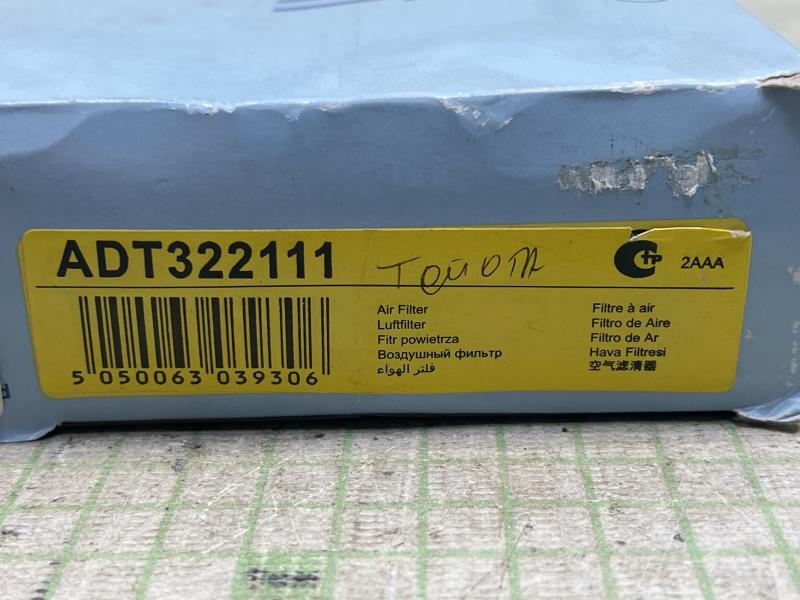 ADT322111
Тойота
CTP
2AAA
Air Filter
Luftfilter
Fitr powietrza
Воздушный фильтр
فلتر الهواء
Filtre à air
Filtro de Aire
Filtro de Ar
Hava Filtresi
空气滤清器
5 050063 039306